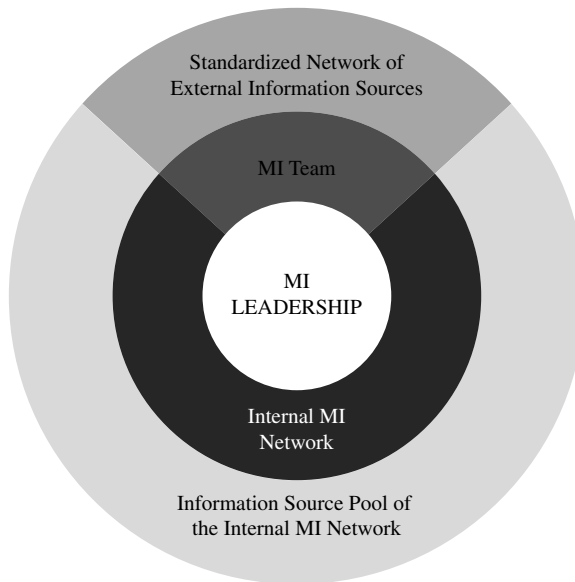 Standardized Network of
External Information Sources
MI Team
MI
LEADERSHIP
Internal MI
Network
Information Source Pool of
the Internal MI Network